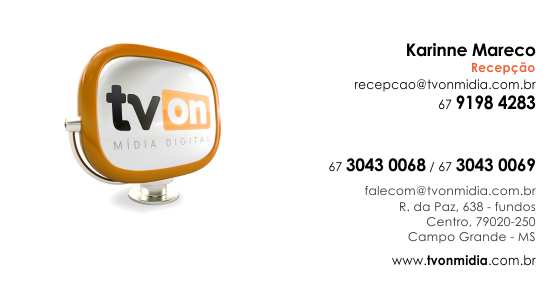 tvon
MÍDIA DIGITAL
Karinne Mareco
Recepção
recepcao@tvonmidia.com.br
67 9198 4283
67 3043 0068 / 67 3043 0069
falecom@tvonmidia.com.br
R. da Paz, 638 - fundos
Centro, 79020-250
Campo Grande - MS
www.tvonmidia.com.br